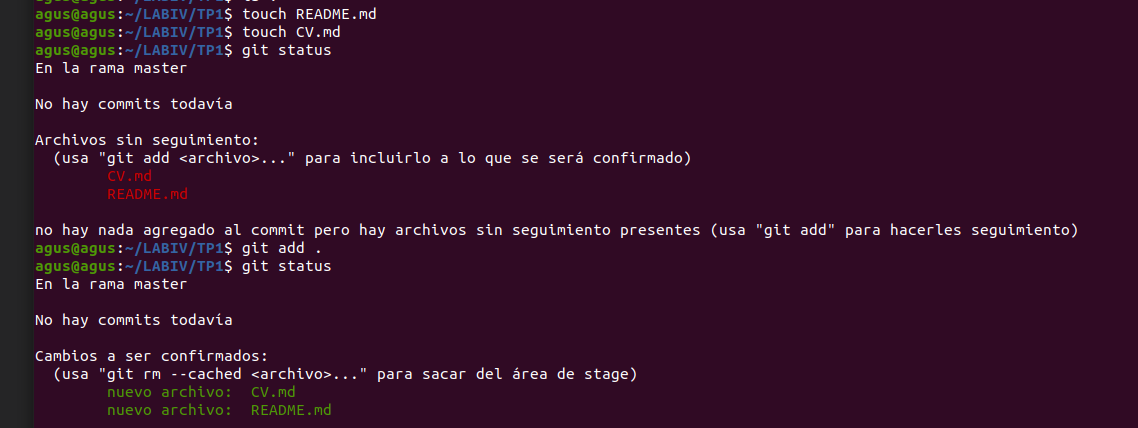 agus@agus:~/LABIV/TP1$ touch README.md
agus@agus:~/LABIV/TP1$ touch CV.md
agus@agus:~/LABIV/TP1$ git status
En la rama master
No hay commits todavía
Archivos sin seguimiento:
(usa "git add <archivo>..." para incluirlo a lo que se será confirmado)
CV.md
README.md
no hay nada agregado al commit pero hay archivos sin seguimiento presentes (usa "git add" para hacerles seguimiento)
agus@agus:~/LABIV/TP1$ git add .
agus@agus:~/LABIV/TP1$ git status
En la rama master
No hay commits todavía
Cambios a ser confirmados:
(usa "git rm --cached <archivo>..." para sacar del área de stage)
nuevo archivo:  CV.md
nuevo archivo:  README.md